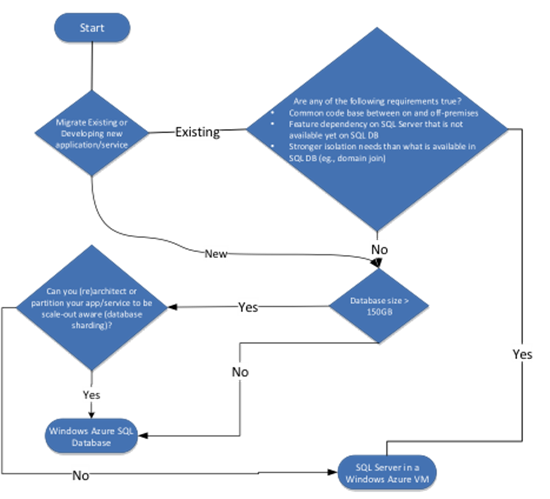 Start
Migrate Existing or
Developing new
application/service
Existing
Are any of the following requirements true?
• Common code base between on and off-premises
• Feature dependency on SQL Server that is not
available yet on SQL DB
• Stronger isolation needs than what is available in
SQL DB (eg., domain join)
No
New
Can you (re)architect or
partition your app/service to be
scale-out aware (database
sharding)?
Yes
Database size >
150GB
Yes
No
Yes
Windows Azure SQL
Database
No
SQL Server in a
Windows Azure VM